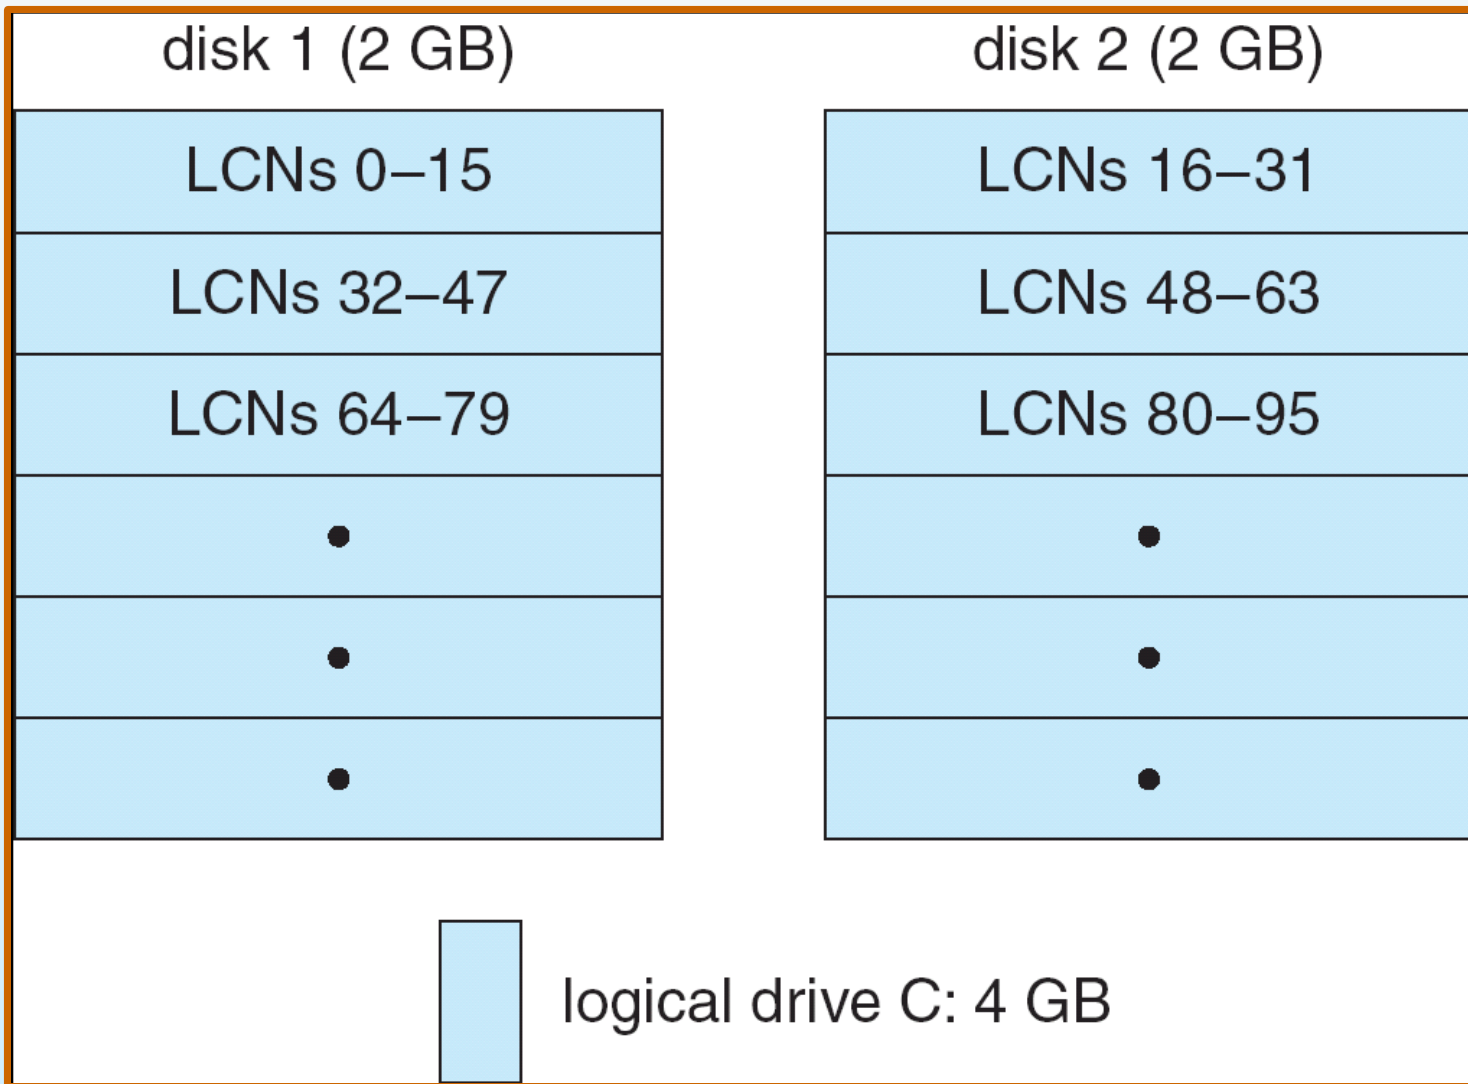 disk 1 (2 GB)
disk 2 (2 GB)
LCNs 0–15
LCNs 16–31
LCNs 32–47
LCNs 48–63
LCNs 64–79
LCNs 80–95
logical drive C: 4 GB